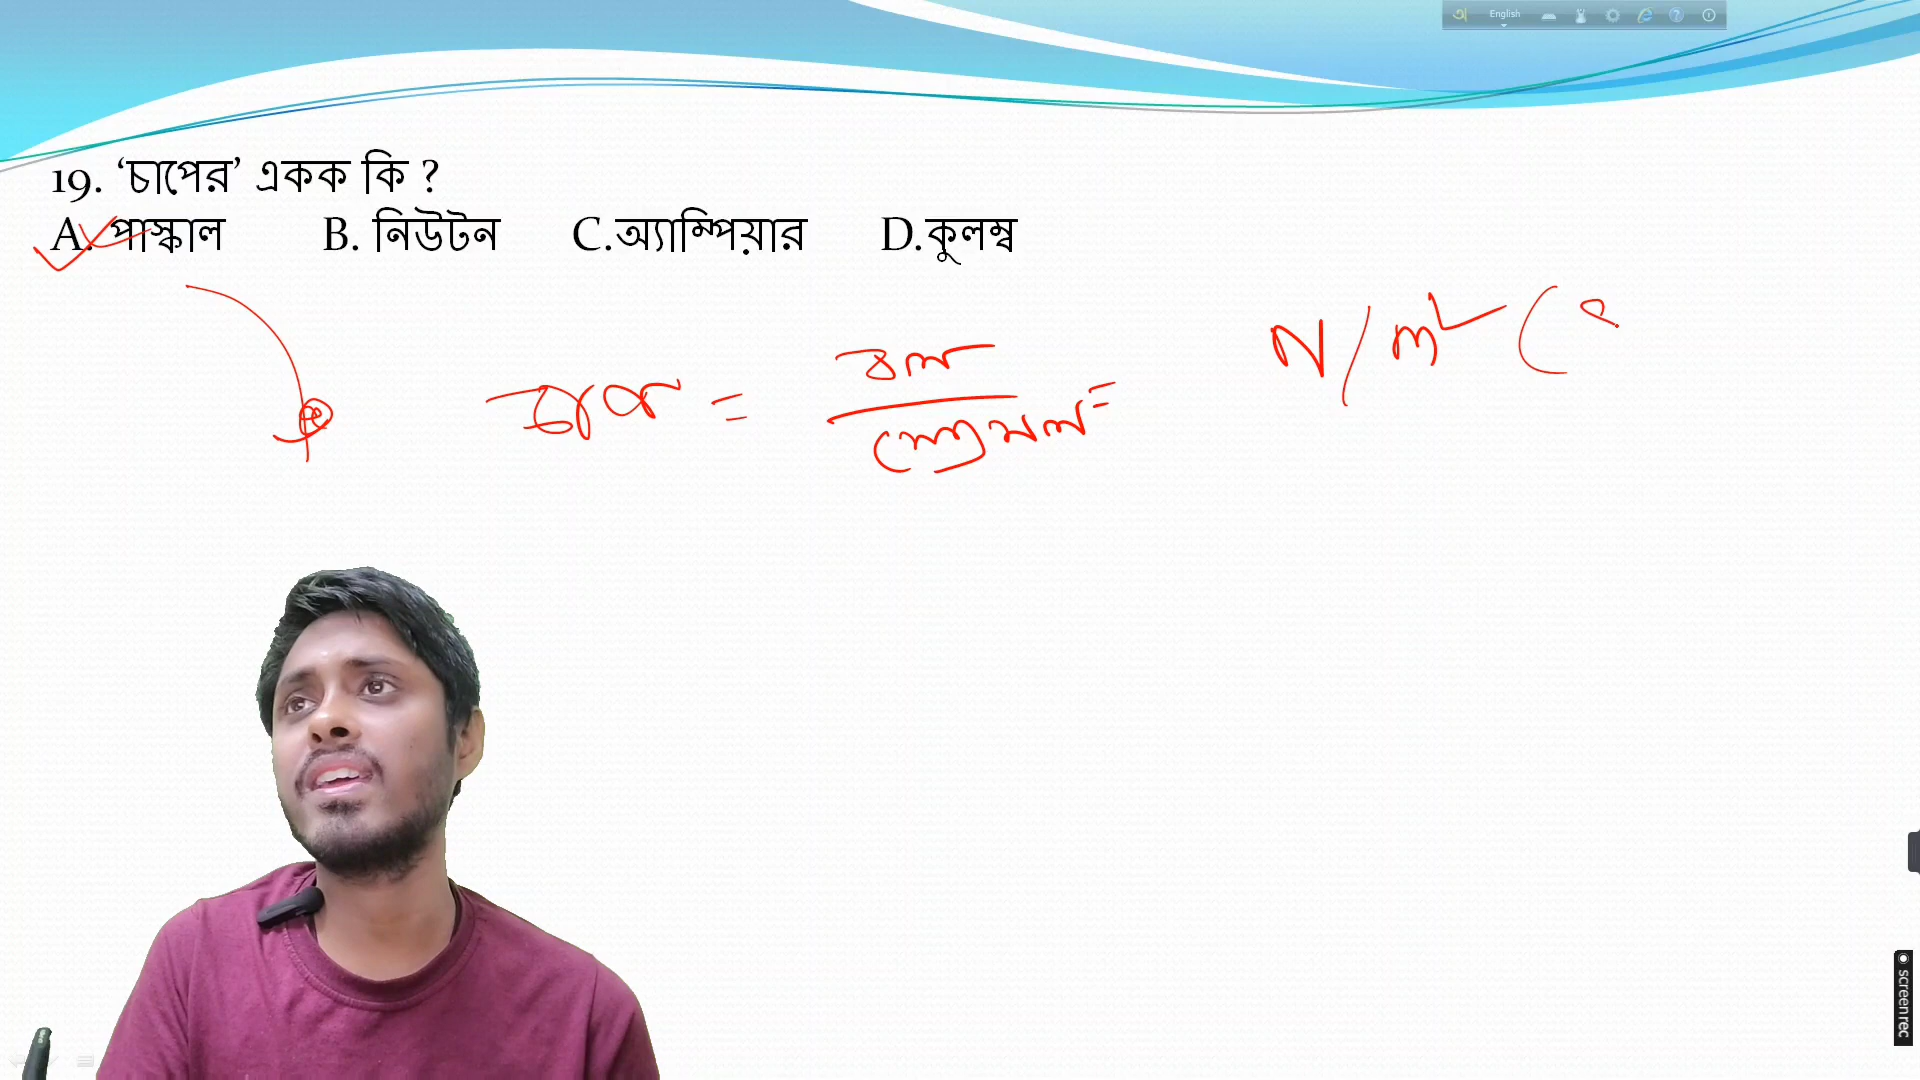 English
19. ‘চাপের’ একক কি ?
A. পাস্কাল B. নিউটন C.অ্যাম্পিয়ার D.কুলম্ব
N/m² (
চাপ = বল
ক্ষেত্রফল =
screenrec